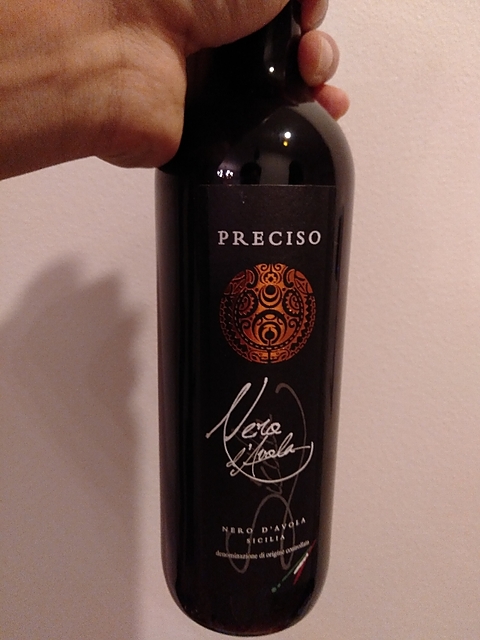 PRECISO
Nero
d'Avola
NERO D'AVOLA
SICILIA
denominazione di origine controllata